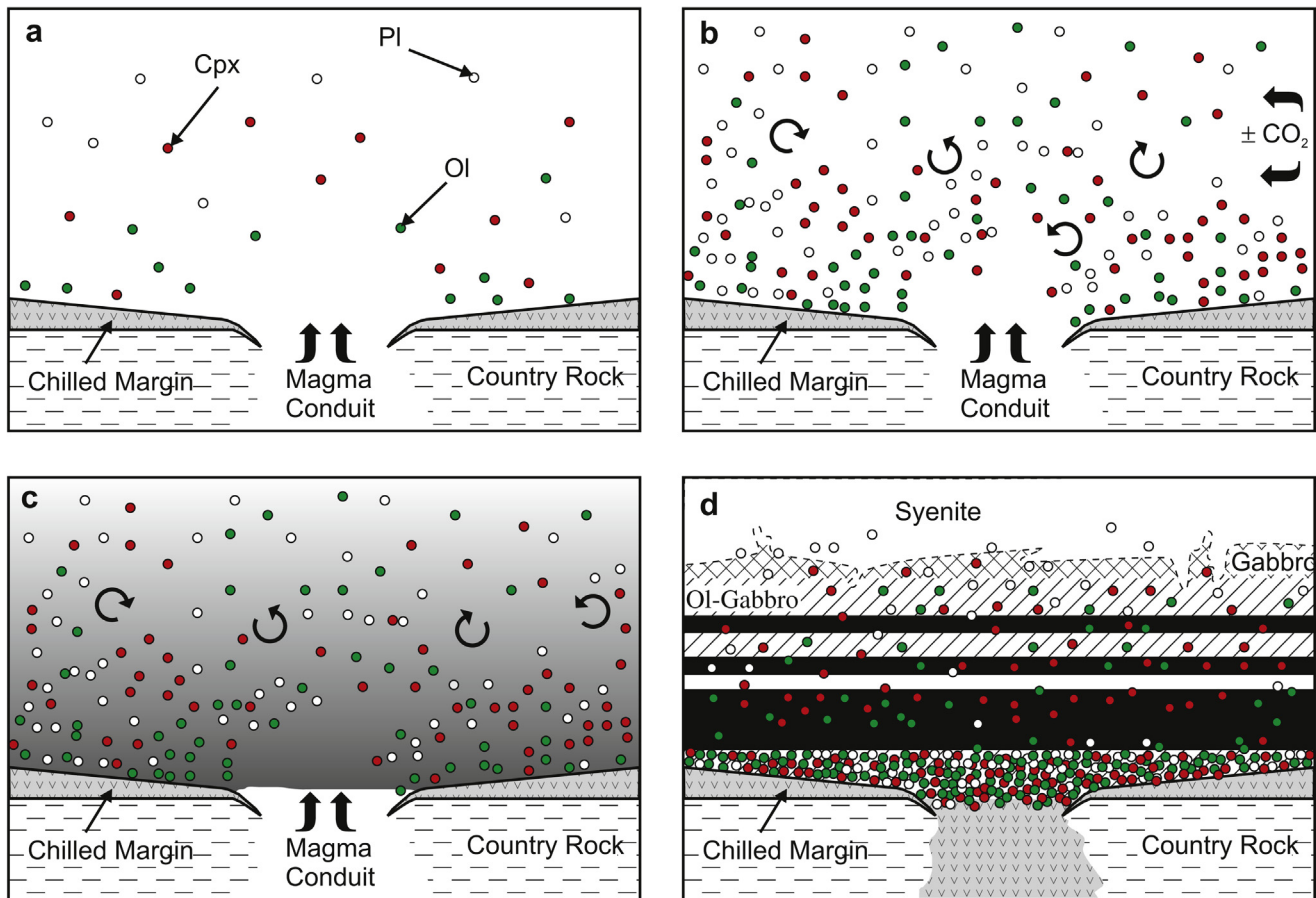 a
Pl
Cpx
Ol
Chilled Margin
Magma
Conduit
Country Rock
b
± CO₂
Chilled Margin
Magma
Conduit
Country Rock
c
Chilled Margin
Magma
Conduit
Country Rock
d
Syenite
Gabbro
Ol-Gabbro
Chilled Margin
Country Rock